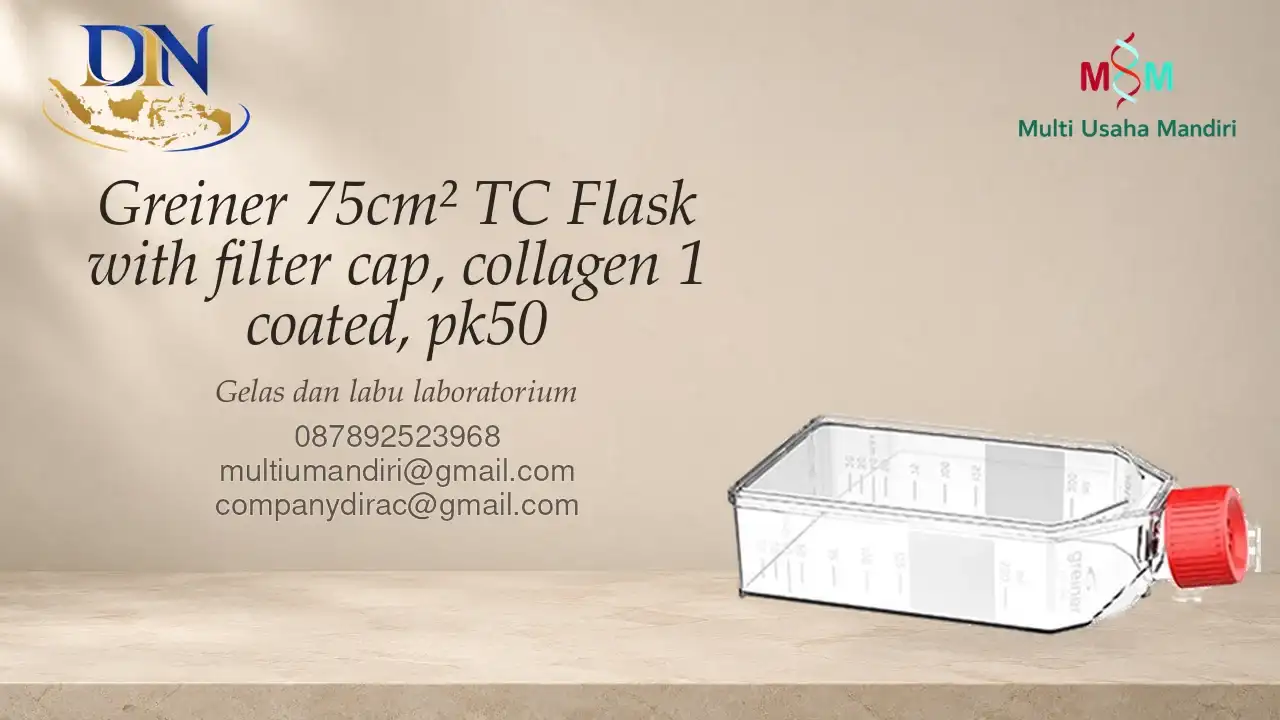 DN
MSM
Multi Usaha Mandiri
Greiner 75cm² TC Flask
with filter cap, collagen 1
coated, pk50
Gelas dan labu laboratorium
087892523968
multiumandiri@gmail.com
companydirac@gmail.com
greiner